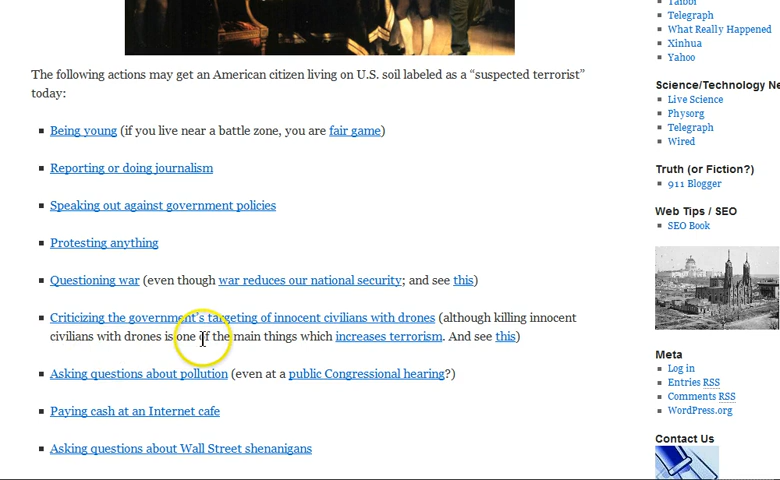 The following actions may get an American citizen living on U.S. soil labeled as a “suspected terrorist”
today:
Being young (if you live near a battle zone, you are fair game)
Reporting or doing journalism
Speaking out against government policies
Protesting anything
Questioning war (even though war reduces our national security; and see this)
Criticizing the government’s targeting of innocent civilians with drones (although killing innocent
civilians with drones is one of the main things which increases terrorism. And see this)
Asking questions about pollution (even at a public Congressional hearing?)
Paying cash at an Internet cafe
Asking questions about Wall Street shenanigans
Telegraph
What Really Happened
Xinhua
Yahoo
Science/Technology Ne
Live Science
Physorg
Telegraph
Wired
Truth (or Fiction?)
911 Blogger
Web Tips / SEO
SEO Book
Meta
Log in
Entries RSS
Comments RSS
WordPress.org
Contact Us